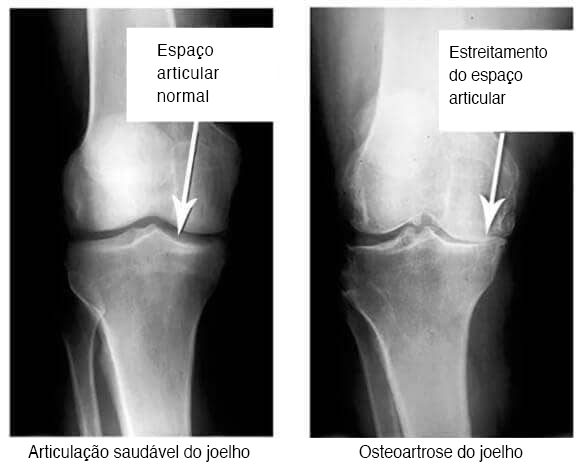 Espaço
articular
normal
Estreitamento
do espaço
articular
Articulação saudável do joelho
Osteoartrose do joelho